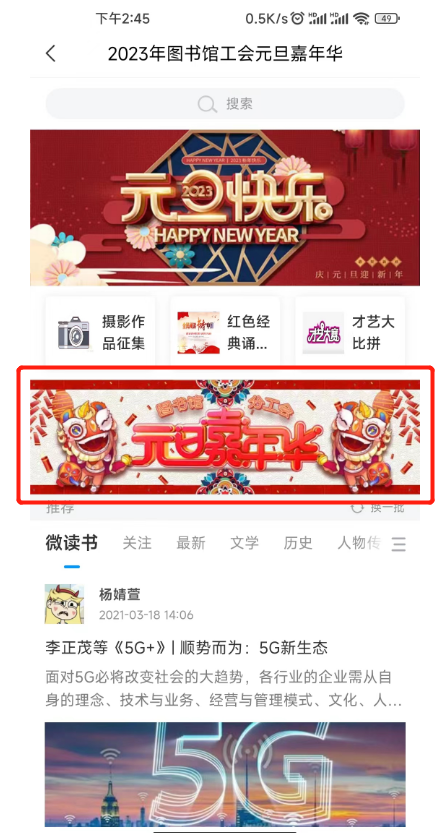 下午2:45
0.5K/s
49
2023年图书馆工会元旦嘉年华
搜索
HAPPY NEW YEAR | 2023新年快乐
元旦快乐
2023
HAPPY NEW YEAR
庆|元|旦|迎|新|年
摄影作
品征集
红色经
典诵...
才艺大
比拼
才艺大赛
图书馆 分工会
元旦嘉年华
推荐
换一批
微读书 关注 最新 文学 历史 人物传
杨婧萱
2021-03-18 14:06
李正茂等《5G+》| 顺势而为：5G新生态
面对5G必将改变社会的大趋势，各行业的企业需从自
身的理念、技术与业务、经营与管理模式、文化、人...
5G